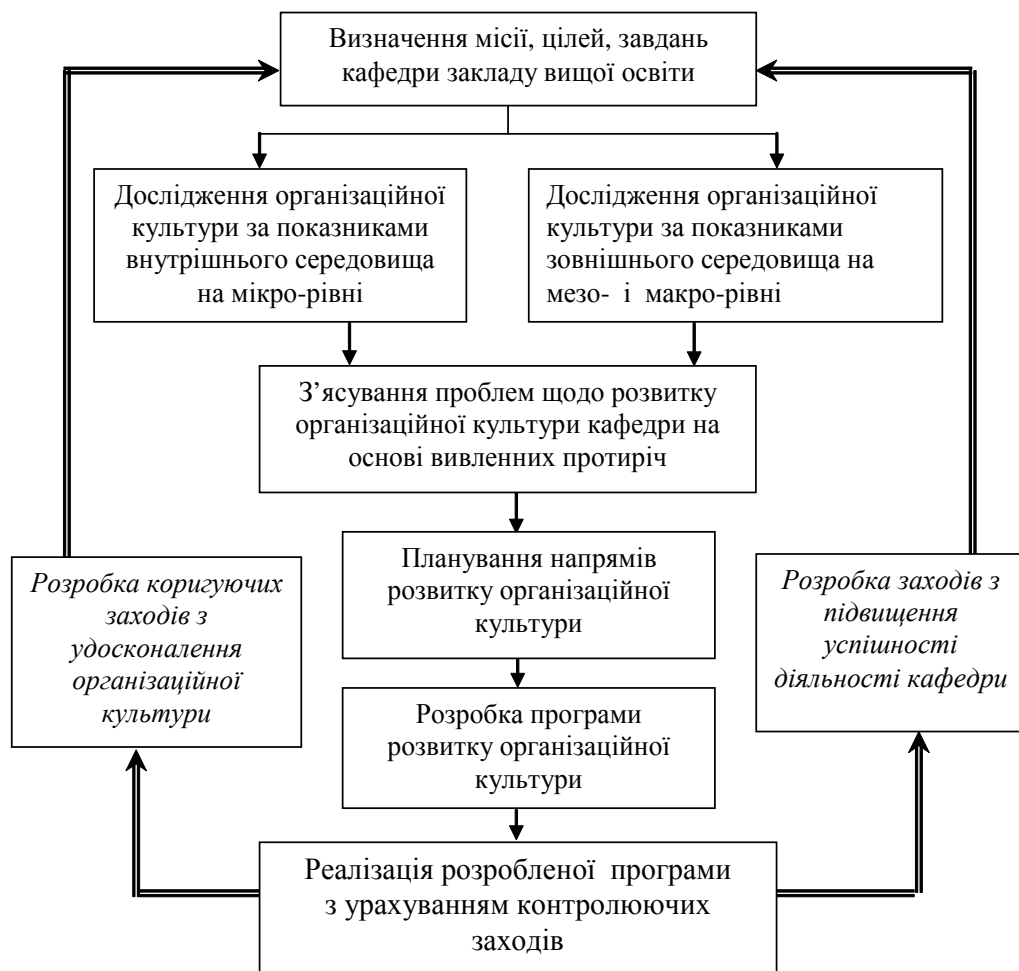 Визначення місії, цілей, завдань
кафедри закладу вищої освіти
Дослідження організаційної
культури за показниками
внутрішнього середовища
на мікро-рівні
Дослідження організаційної
культури за показниками
зовнішнього середовища на
мезо- і макро-рівні
З’ясування проблем щодо розвитку
організаційної культури кафедри на
основі вивленних протиріч
Планування напрямів
розвитку організаційної
культури
Розробка коригуючих
заходів з
удосконалення
організаційної
культури
Розробка заходів з
підвищення
успішності
діяльності кафедри
Розробка програми
розвитку організаційної
культури
Реалізація розробленої програми
з урахуванням контролюючих
заходів